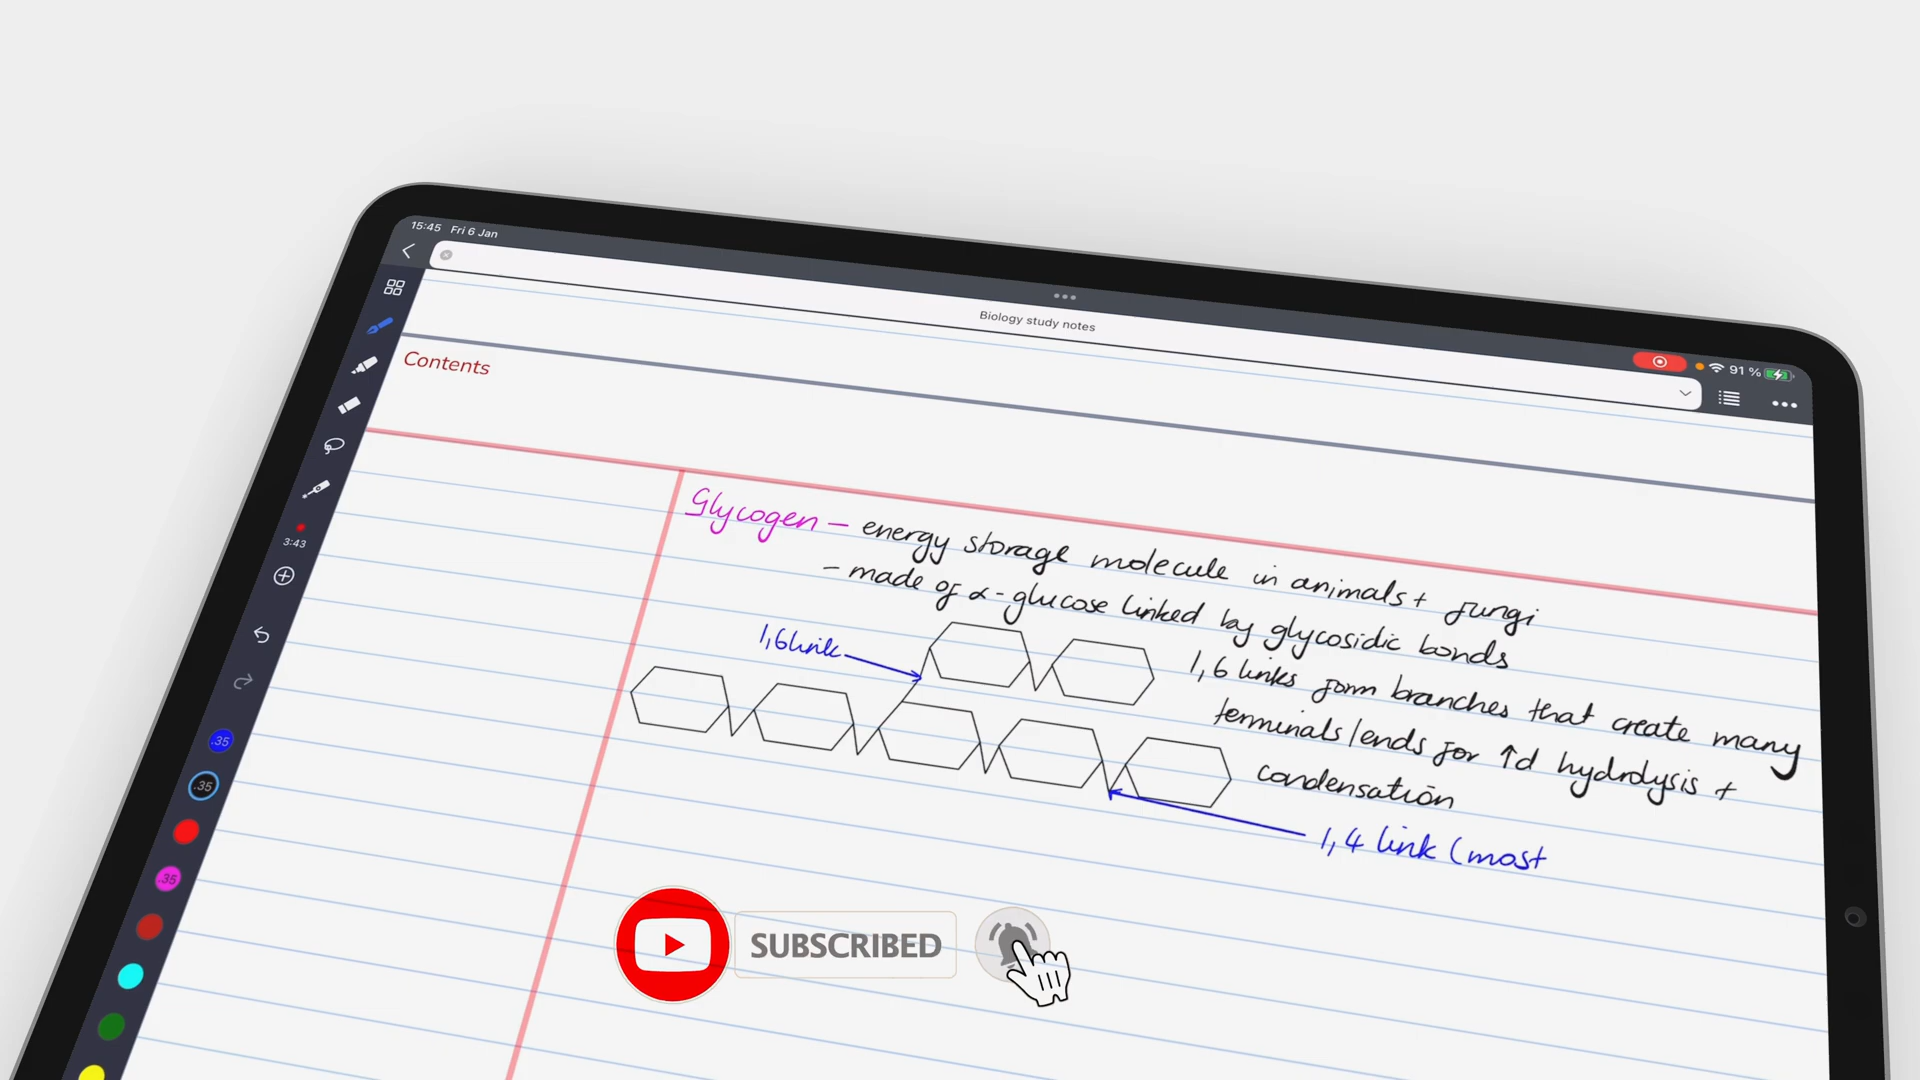 15:45 Fri 6 Jan
91 %
Biology study notes
Contents
3:43
Glycogen – energy storage molecule in animals + fungi
– made of α-glucose linked by glycosidic bonds
1,6 link
1,6 links form branches that create many
terminals/ends for ↑d hydrolysis +
condensation
1,4 link (most
.35
.35
.35
SUBSCRIBED